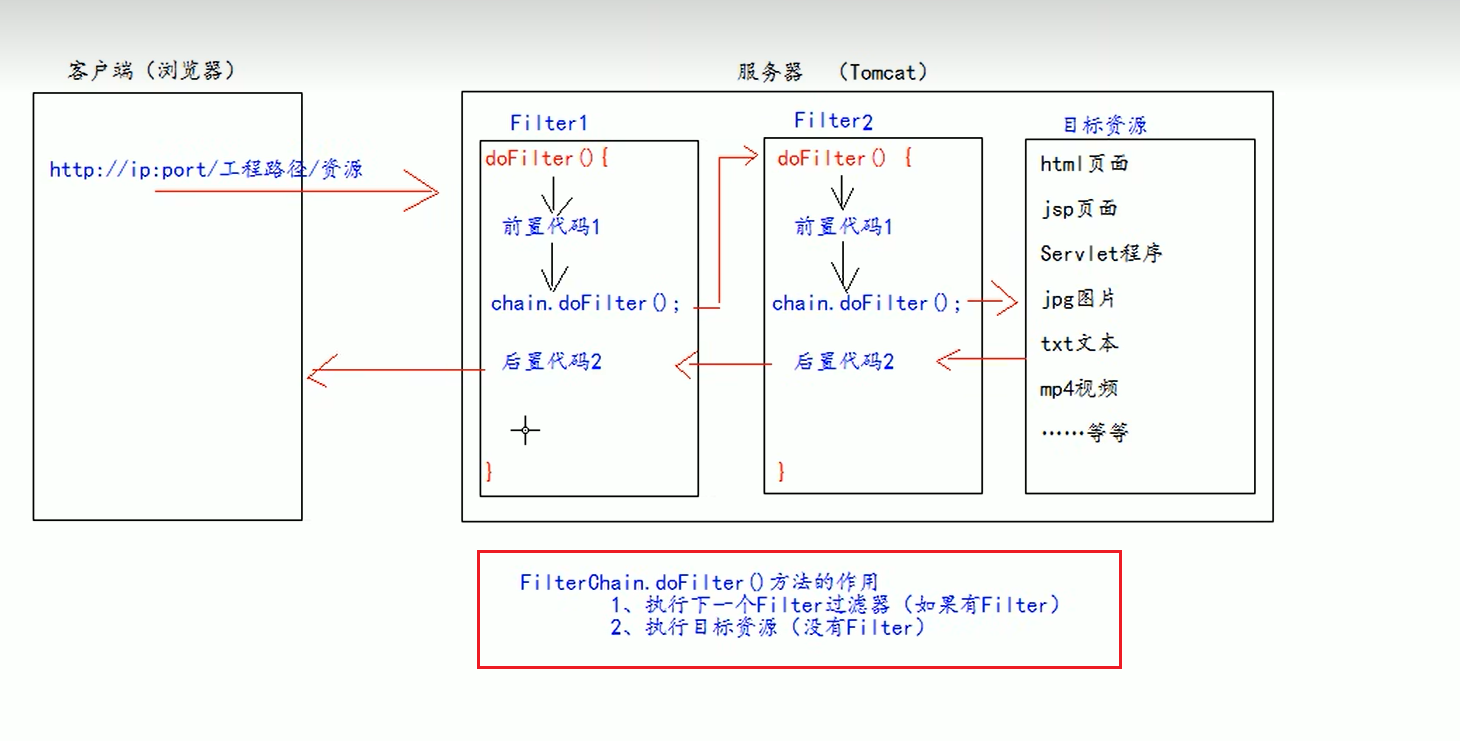 客户端（浏览器）
http://ip:port/工程路径/资源
服务器 （Tomcat）
Filter1
doFilter(){
前置代码1
chain.doFilter();
后置代码2
}
Filter2
doFilter() {
前置代码1
chain.doFilter();
后置代码2
}
目标资源
html页面
jsp页面
Servlet程序
jpg图片
txt文本
mp4视频
……等等
FilterChain.doFilter()方法的作用
1、执行下一个Filter过滤器（如果有Filter）
2、执行目标资源（没有Filter）